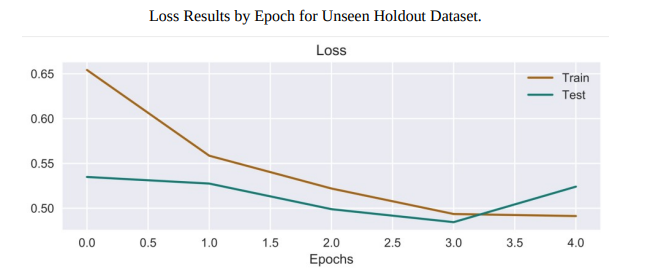 Loss Results by Epoch for Unseen Holdout Dataset.
Loss
0.65
0.60
0.55
0.50
Train
Test
0.0 0.5 1.0 1.5 2.0 2.5 3.0 3.5 4.0
Epochs